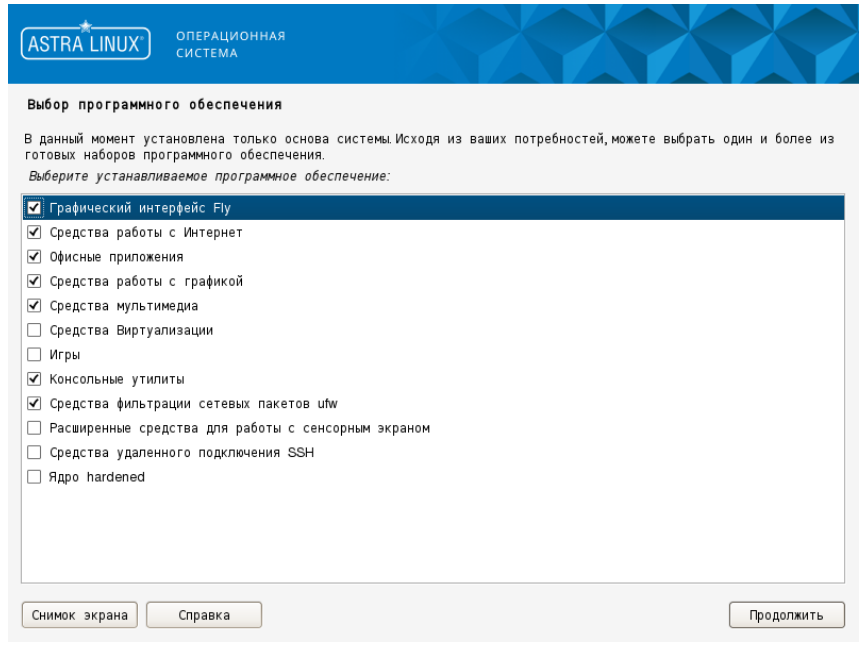 ASTRA LINUX®
ОПЕРАЦИОННАЯ
СИСТЕМА
Выбор программного обеспечения
В данный момент установлена только основа системы. Исходя из ваших потребностей, можете выбрать один и более из
готовых наборов программного обеспечения.
Выберите устанавливаемое программное обеспечение:
Графический интерфейс Fly
Средства работы с Интернет
Офисные приложения
Средства работы с графикой
Средства мультимедиа
Средства Виртуализации
Игры
Консольные утилиты
Средства фильтрации сетевых пакетов ufw
Расширенные средства для работы с сенсорным экраном
Средства удаленного подключения SSH
Ядро hardened
Снимок экрана
Справка
Продолжить